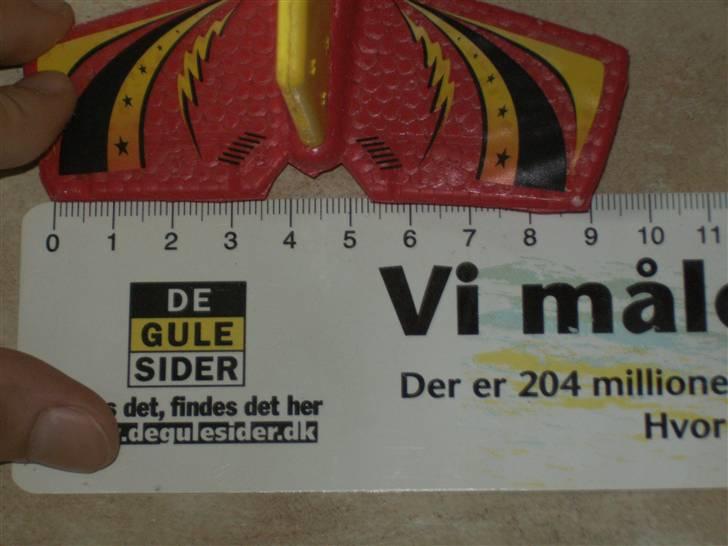 0 1 2 3 4 5 6 7 8 9 10 11
DE
GULE
SIDER
det, findes det her
.degulesider.dk
Vi mål
Der er 204 millione
Hvor